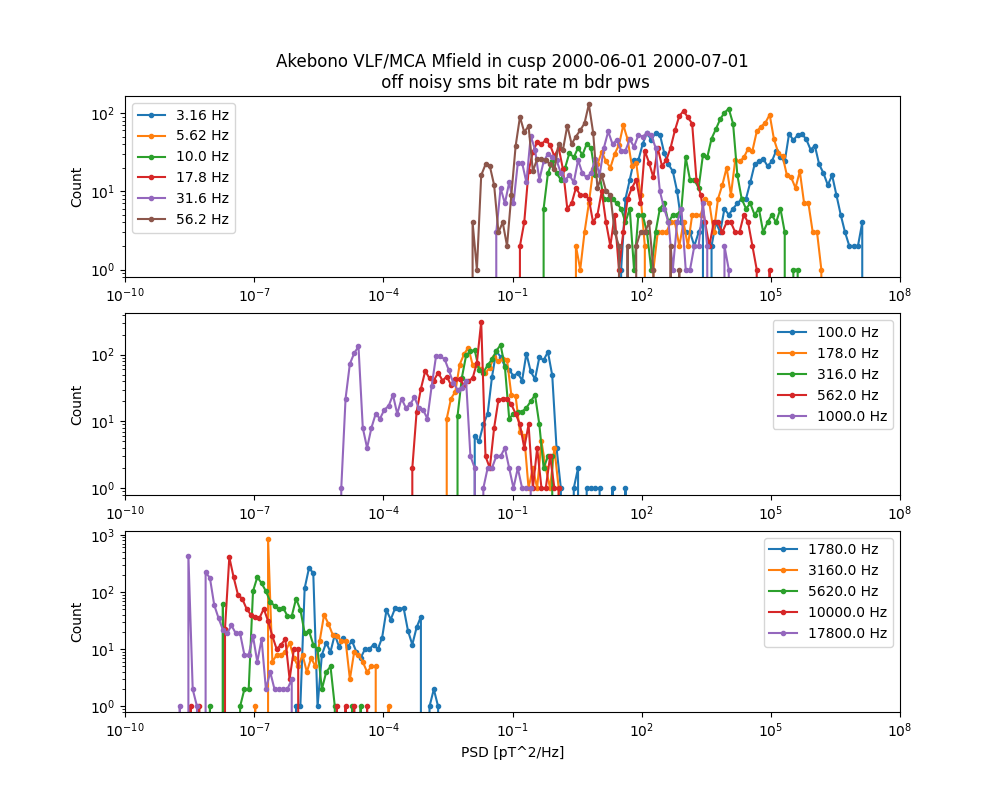 Akebono VLF/MCA Mfield in cusp 2000-06-01 2000-07-01
off noisy sms bit rate m bdr pws
Count
10^2
10^1
10^0
3.16 Hz
5.62 Hz
10.0 Hz
17.8 Hz
31.6 Hz
56.2 Hz
10^−10 10^−7 10^−4 10^−1 10^2 10^5 10^8
Count
10^2
10^1
10^0
100.0 Hz
178.0 Hz
316.0 Hz
562.0 Hz
1000.0 Hz
10^−10 10^−7 10^−4 10^−1 10^2 10^5 10^8
Count
10^3
10^2
10^1
10^0
1780.0 Hz
3160.0 Hz
5620.0 Hz
10000.0 Hz
17800.0 Hz
10^−10 10^−7 10^−4 10^−1 10^2 10^5 10^8
PSD [pT^2/Hz]